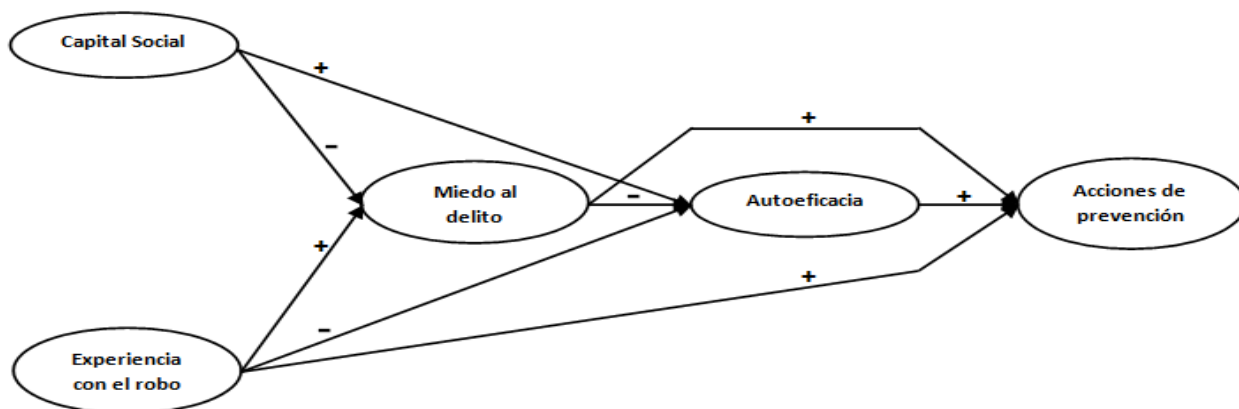 Capital Social
+
+
-
Miedo al
delito
-
Autoeficacia
+
Acciones de
prevención
+
+
-
Experiencia
con el robo